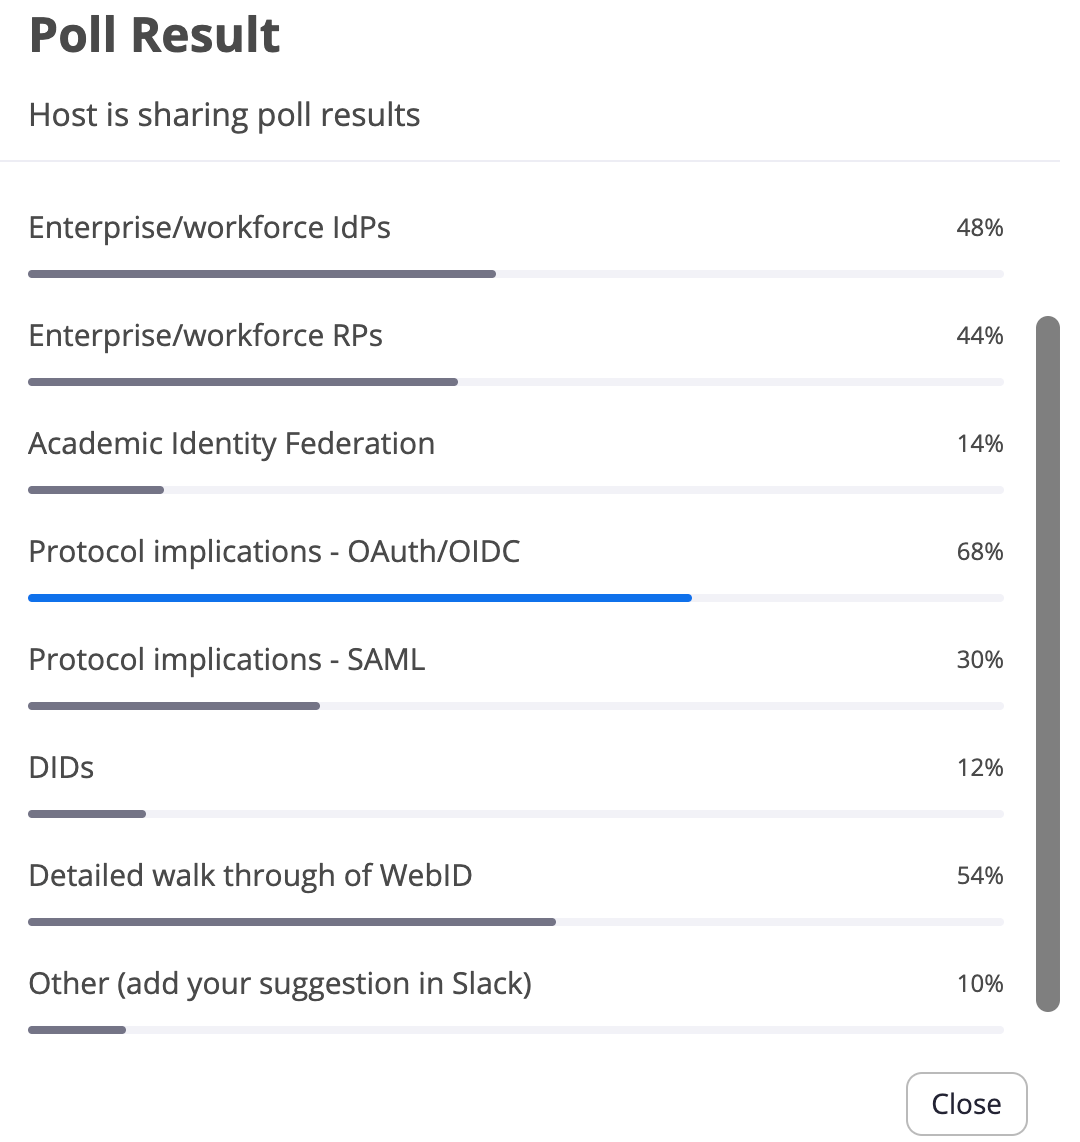 Poll Result
Host is sharing poll results
Enterprise/workforce IdPs 48%
Enterprise/workforce RPs 44%
Academic Identity Federation 14%
Protocol implications - OAuth/OIDC 68%
Protocol implications - SAML 30%
DIDs 12%
Detailed walk through of WebID 54%
Other (add your suggestion in Slack) 10%
Close